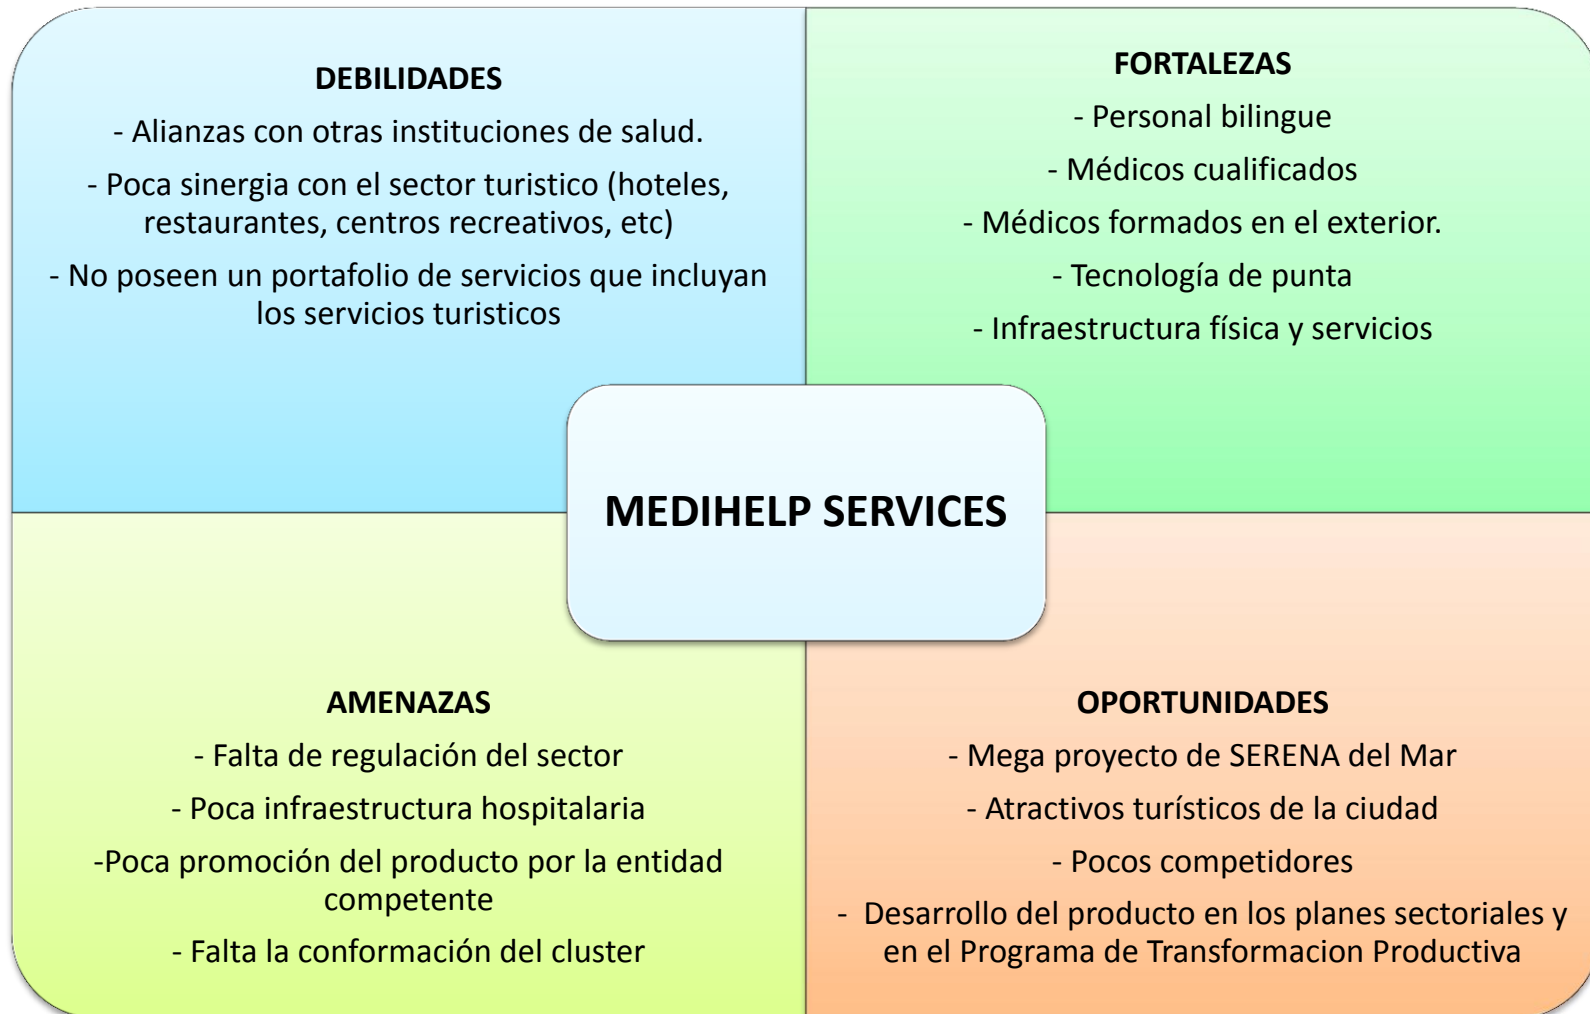 DEBILIDADES
- Alianzas con otras instituciones de salud.
- Poca sinergia con el sector turistico (hoteles,
restaurantes, centros recreativos, etc)
- No poseen un portafolio de servicios que incluyan
los servicios turisticos
FORTALEZAS
- Personal bilingue
- Médicos cualificados
- Médicos formados en el exterior.
- Tecnología de punta
- Infraestructura física y servicios
MEDIHELP SERVICES
AMENAZAS
- Falta de regulación del sector
- Poca infraestructura hospitalaria
-Poca promoción del producto por la entidad
competente
- Falta la conformación del cluster
OPORTUNIDADES
- Mega proyecto de SERENA del Mar
- Atractivos turísticos de la ciudad
- Pocos competidores
- Desarrollo del producto en los planes sectoriales y
en el Programa de Transformacion Productiva